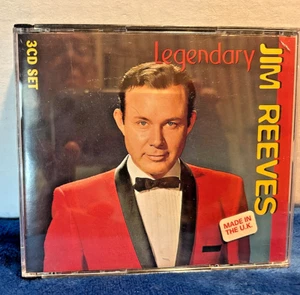 Legendary
JIM REEVES
3CD SET
MADE IN
THE U.K.